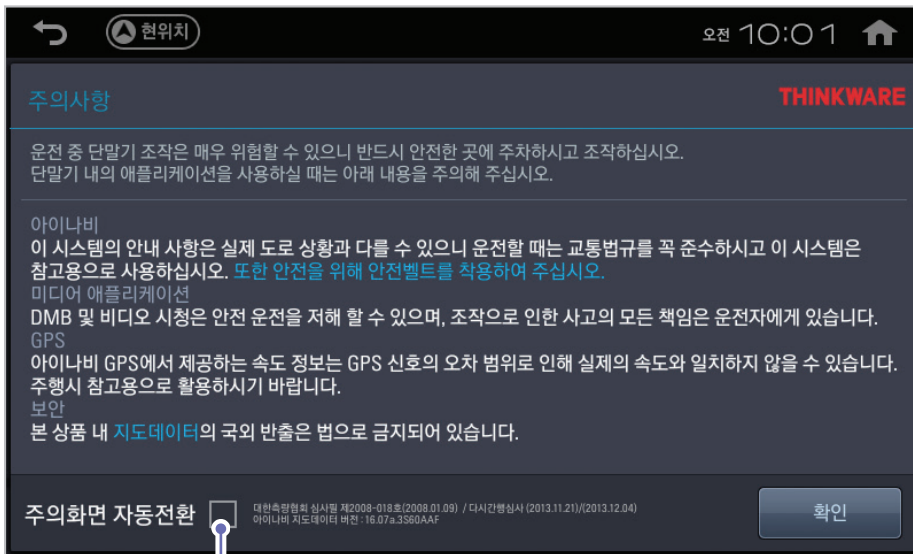 현위치
오전 10:01
주의사항
THINKWARE
운전 중 단말기 조작은 매우 위험할 수 있으니 반드시 안전한 곳에 주차하시고 조작하십시오.
단말기 내의 애플리케이션을 사용하실 때는 아래 내용을 주의해 주십시오.
아이나비
이 시스템의 안내 사항은 실제 도로 상황과 다를 수 있으니 운전할 때는 교통법규를 꼭 준수하시고 이 시스템은
참고용으로 사용하십시오. 또한 안전을 위해 안전벨트를 착용하여 주십시오.
미디어 애플리케이션
DMB 및 비디오 시청은 안전 운전을 저해 할 수 있으며, 조작으로 인한 사고의 모든 책임은 운전자에게 있습니다.
GPS
아이나비 GPS에서 제공하는 속도 정보는 GPS 신호의 오차 범위로 인해 실제의 속도와 일치하지 않을 수 있습니다.
주행시 참고용으로 활용하시기 바랍니다.
보안
본 상품 내 지도데이터의 국외 반출은 법으로 금지되어 있습니다.
주의화면 자동전환
대한측량협회 심사필 제2008-018호(2008.01.09) / 다시간행심사 (2013.11.21)/(2013.12.04)
아이나비 지도데이터 버전 : 16.07a.3S60AAF
확인